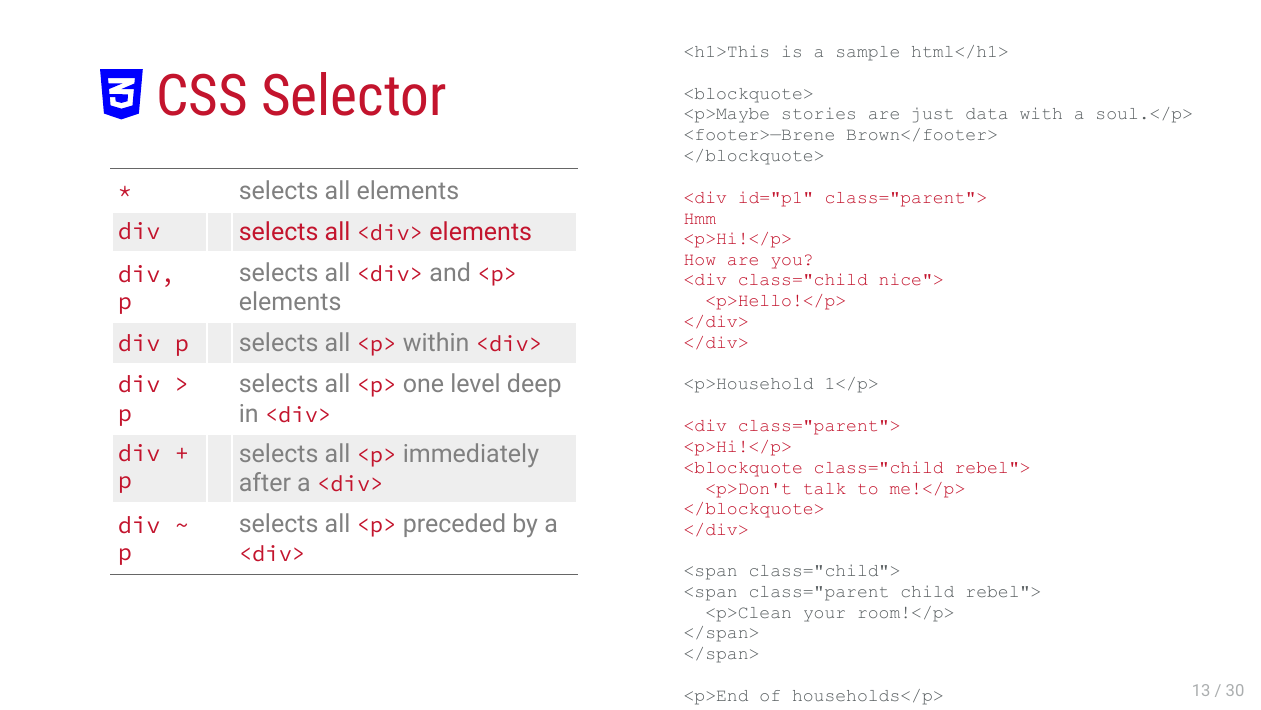 CSS Selector
* selects all elements
div selects all <div> elements
div, selects all <div> and <p>
p elements
div p selects all <p> within <div>
div > selects all <p> one level deep
p in <div>
div + selects all <p> immediately
p after a <div>
div ~ selects all <p> preceded by a
p <div>
<h1>This is a sample html</h1>
<blockquote>
<p>Maybe stories are just data with a soul.</p>
<footer>—Brene Brown</footer>
</blockquote>
<div id="p1" class="parent">
Hmm
<p>Hi!</p>
How are you?
<div class="child nice">
<p>Hello!</p>
</div>
</div>
<p>Household 1</p>
<div class="parent">
<p>Hi!</p>
<blockquote class="child rebel">
<p>Don't talk to me!</p>
</blockquote>
</div>
<span class="child">
<span class="parent child rebel">
<p>Clean your room!</p>
</span>
</span>
<p>End of households</p>
13 / 30